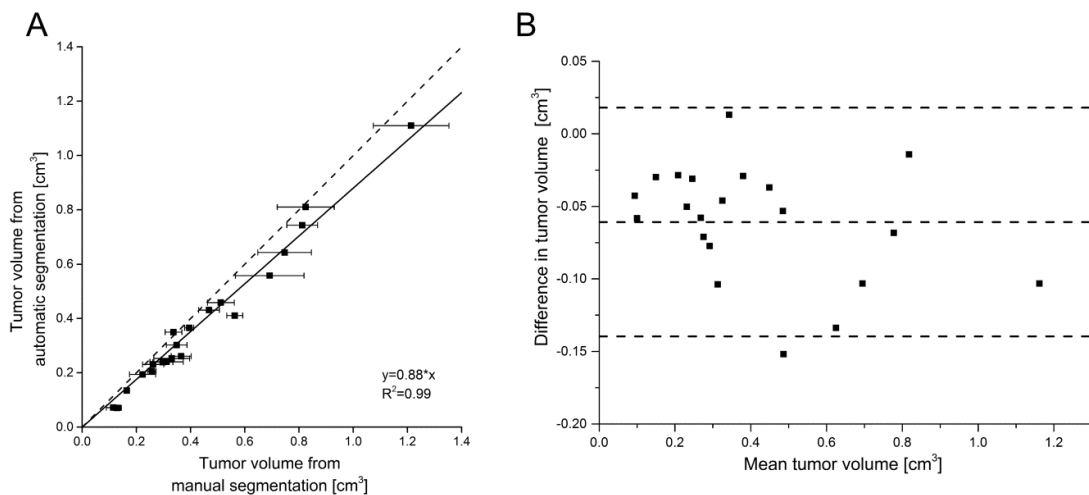 A
Tumor volume from
automatic segmentation [cm³]
1.4
1.2
1.0
0.8
0.6
0.4
0.2
0.0
y=0.88*x
R²=0.99
0.0 0.2 0.4 0.6 0.8 1.0 1.2 1.4
Tumor volume from
manual segmentation [cm³]
B
Difference in tumor volume [cm³]
0.05
0.00
-0.05
-0.10
-0.15
-0.20
0.0 0.2 0.4 0.6 0.8 1.0 1.2
Mean tumor volume [cm³]